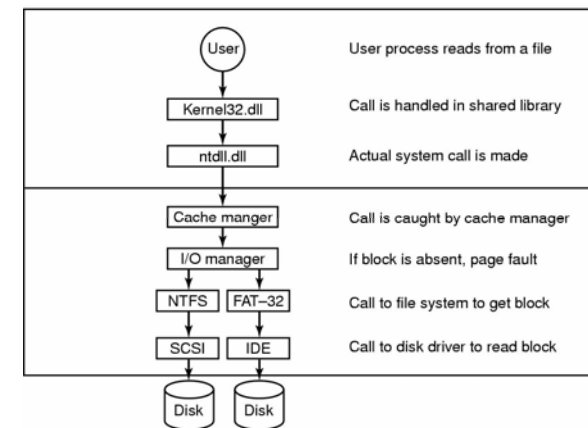 User User process reads from a file
Kernel32.dll Call is handled in shared library
ntdll.dll Actual system call is made
Cache manger Call is caught by cache manager
I/O manager If block is absent, page fault
NTFS FAT–32 Call to file system to get block
SCSI IDE Call to disk driver to read block
Disk Disk